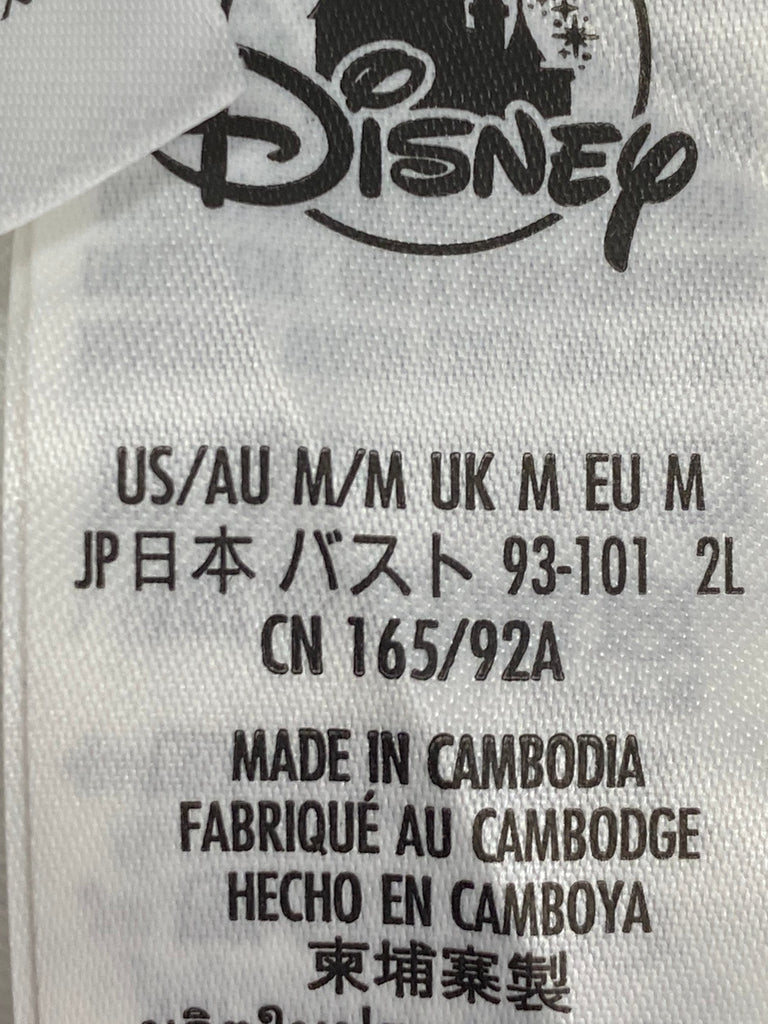 Disney
US/AU M/M UK M EU M
JP日本 バスト 93-101 2L
CN 165/92A
MADE IN CAMBODIA
FABRIQUÉ AU CAMBODGE
HECHO EN CAMBOYA
柬埔寨製